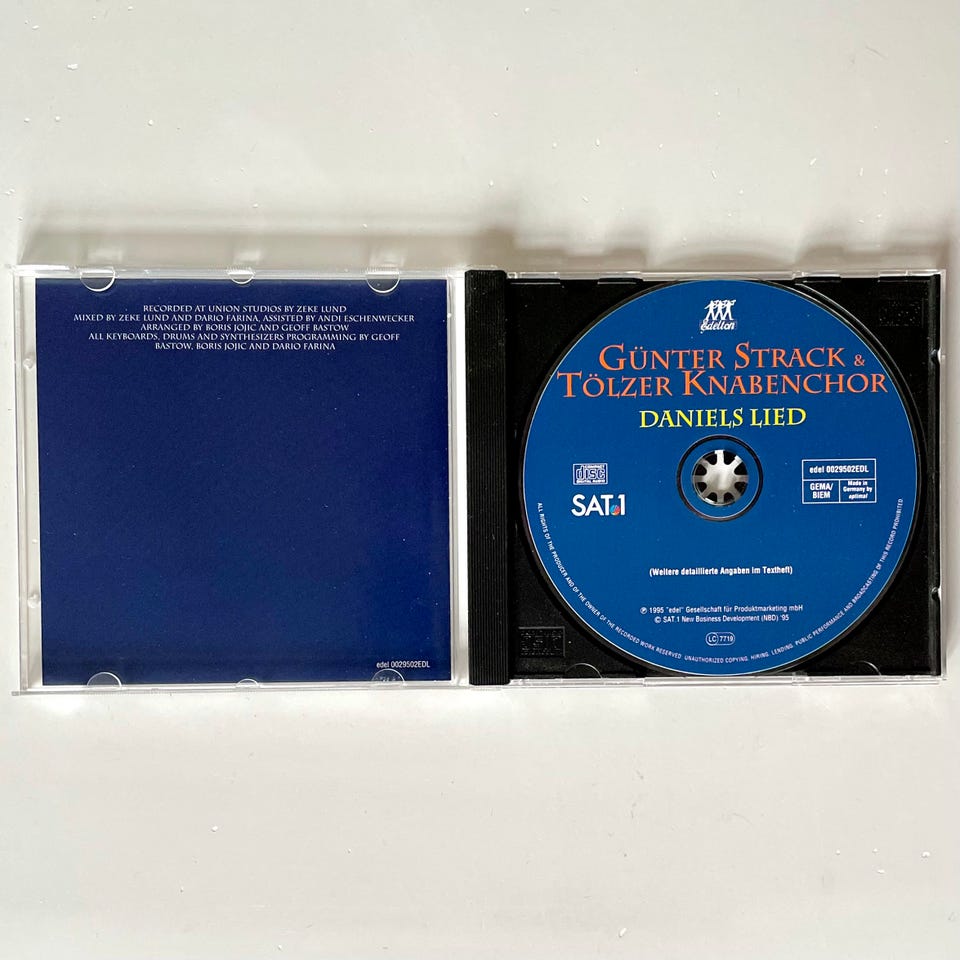 RECORDED AT UNION STUDIOS BY ZEKE LUND
MIXED BY ZEKE LUND AND DARIO FARINA, ASSISTED BY ANDI ESCHENWECKER
ARRANGED BY BORIS JOJIC AND GEOFF BASTOW
ALL KEYBOARDS, DRUMS AND SYNTHESIZERS PROGRAMMING BY GEOFF
BASTOW, BORIS JOJIC AND DARIO FARINA
edel 0029502EDL
Edelton
GÜNTER STRACK &
TÖLZER KNABENCHOR
DANIELS LIED
COMPACT
disc
DIGITAL AUDIO
SAT.1
edel 0029502EDL
GEMA/
BIEM
Made in
Germany by
optimal
(Weitere detaillierte Angaben im Textheft)
℗ 1995 "edel" Gesellschaft für Produktmarketing mbH
© SAT.1 New Business Development (NBD) '95
LC 7719
ALL RIGHTS OF THE PRODUCER AND OF THE OWNER OF THE RECORDED WORK RESERVED. UNAUTHORIZED COPYING, HIRING, LENDING, PUBLIC PERFORMANCE AND BROADCASTING OF THIS RECORD PROHIBITED